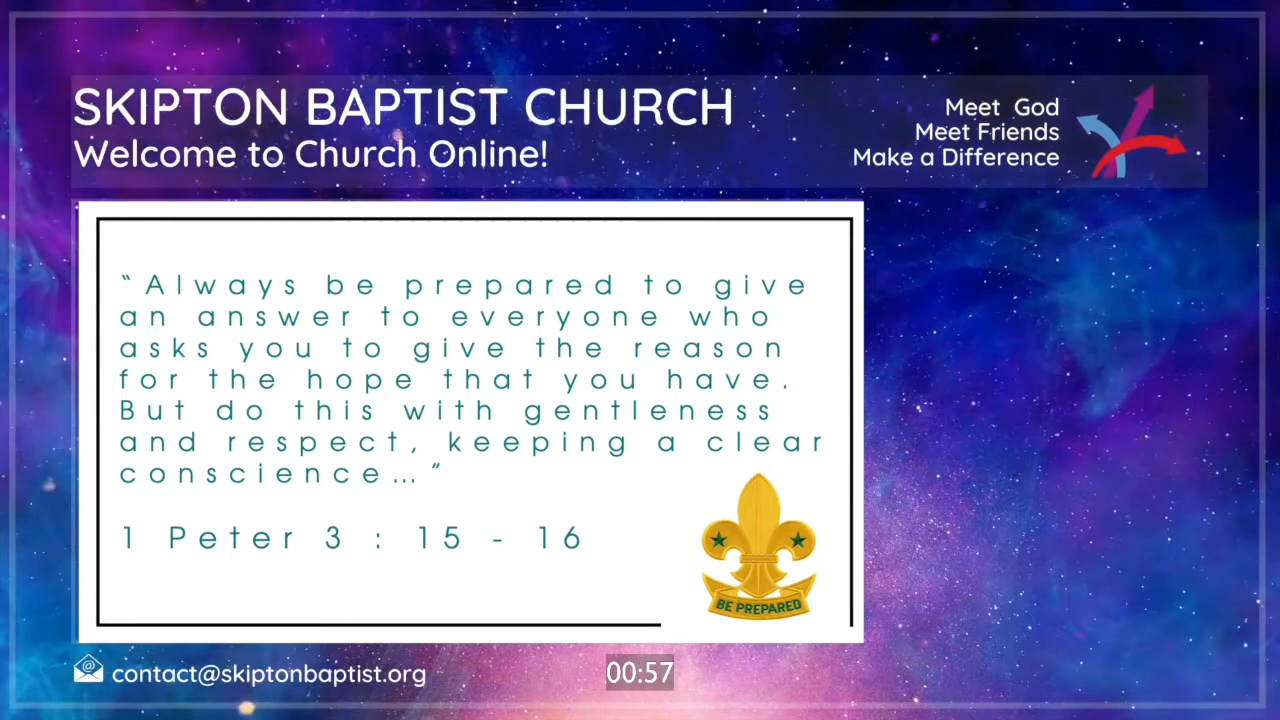 SKIPTON BAPTIST CHURCH
Welcome to Church Online!
Meet God
Meet Friends
Make a Difference
“Always be prepared to give
an answer to everyone who
asks you to give the reason
for the hope that you have.
But do this with gentleness
and respect, keeping a clear
conscience…”
1 Peter 3 : 15 - 16
BE PREPARED
@ contact@skiptonbaptist.org
00:57